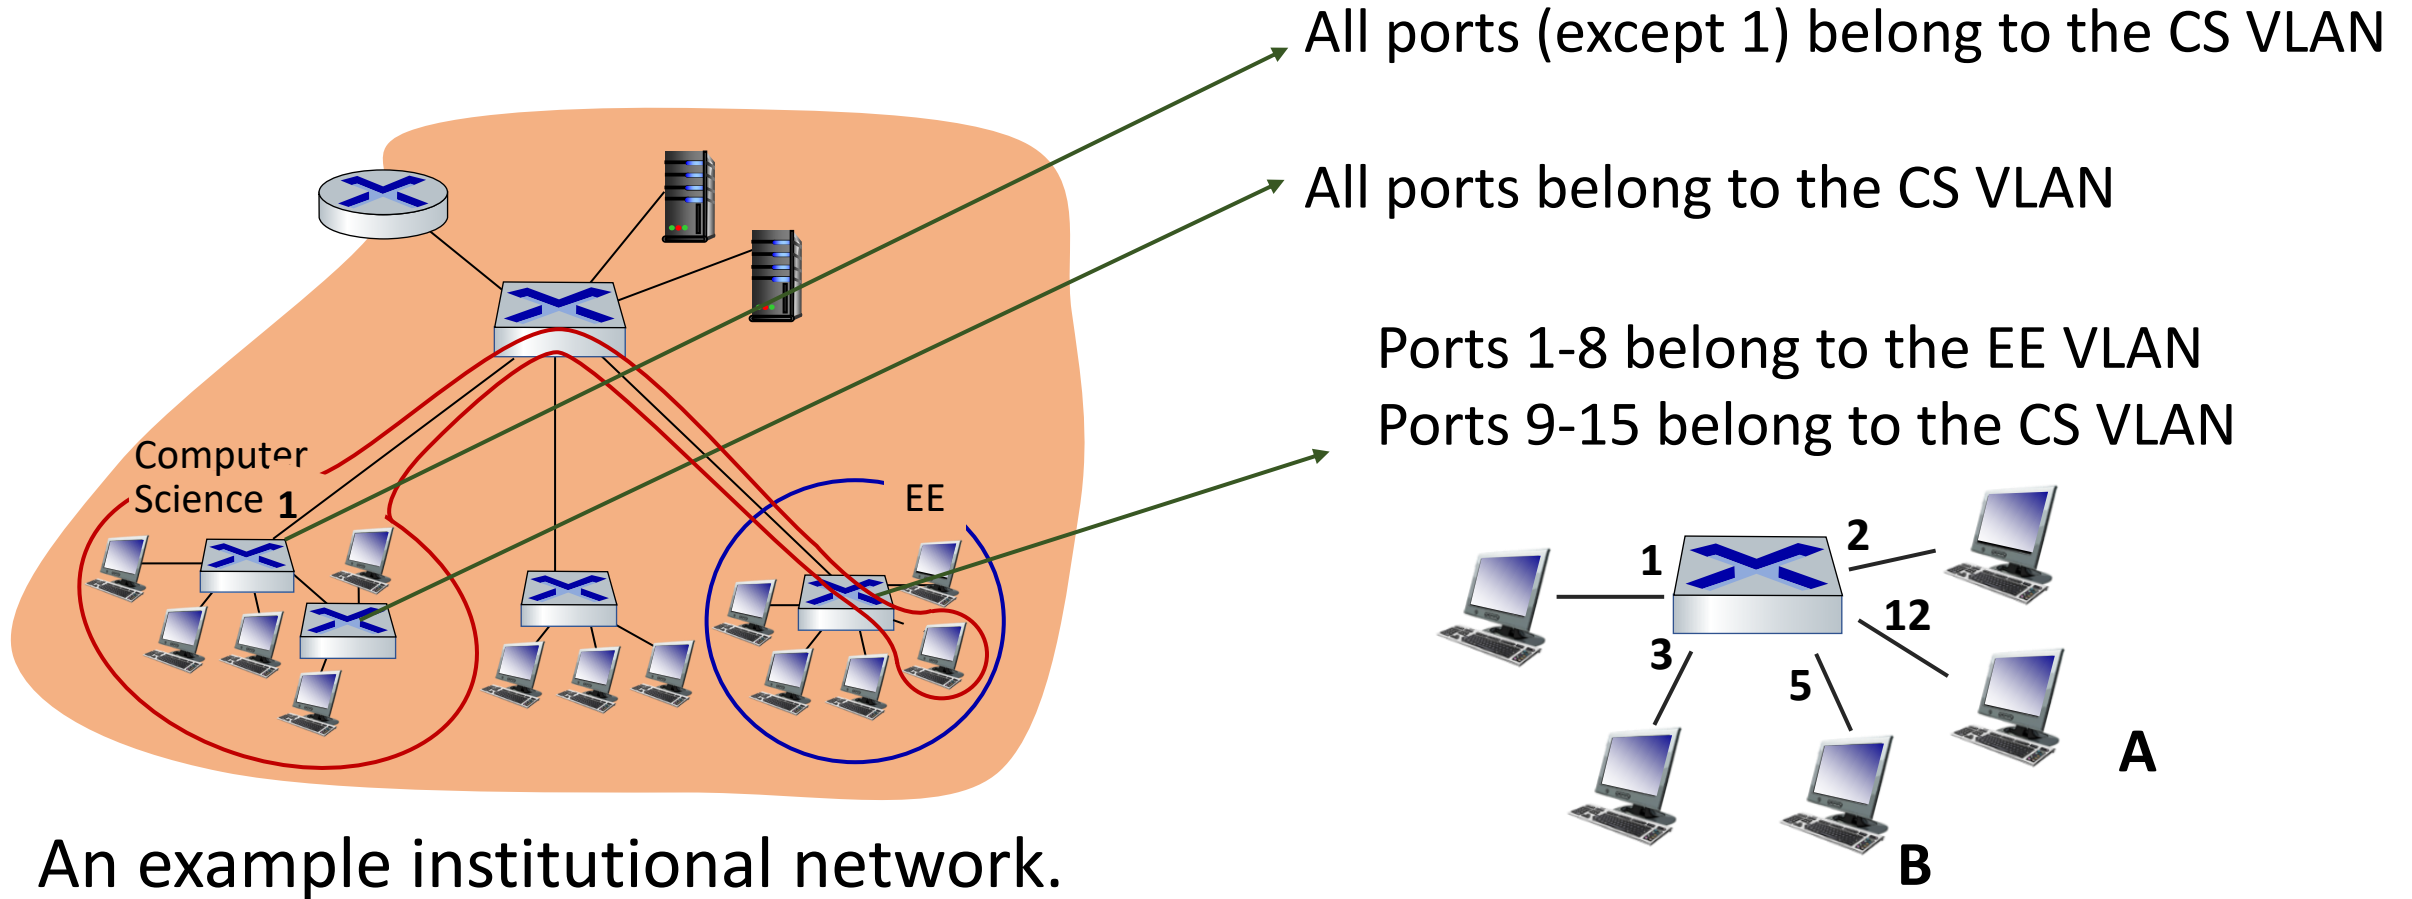 All ports (except 1) belong to the CS VLAN
All ports belong to the CS VLAN
Ports 1-8 belong to the EE VLAN
Ports 9-15 belong to the CS VLAN
Computer
Science 1
EE
1
2
12
3
5
A
B
An example institutional network.